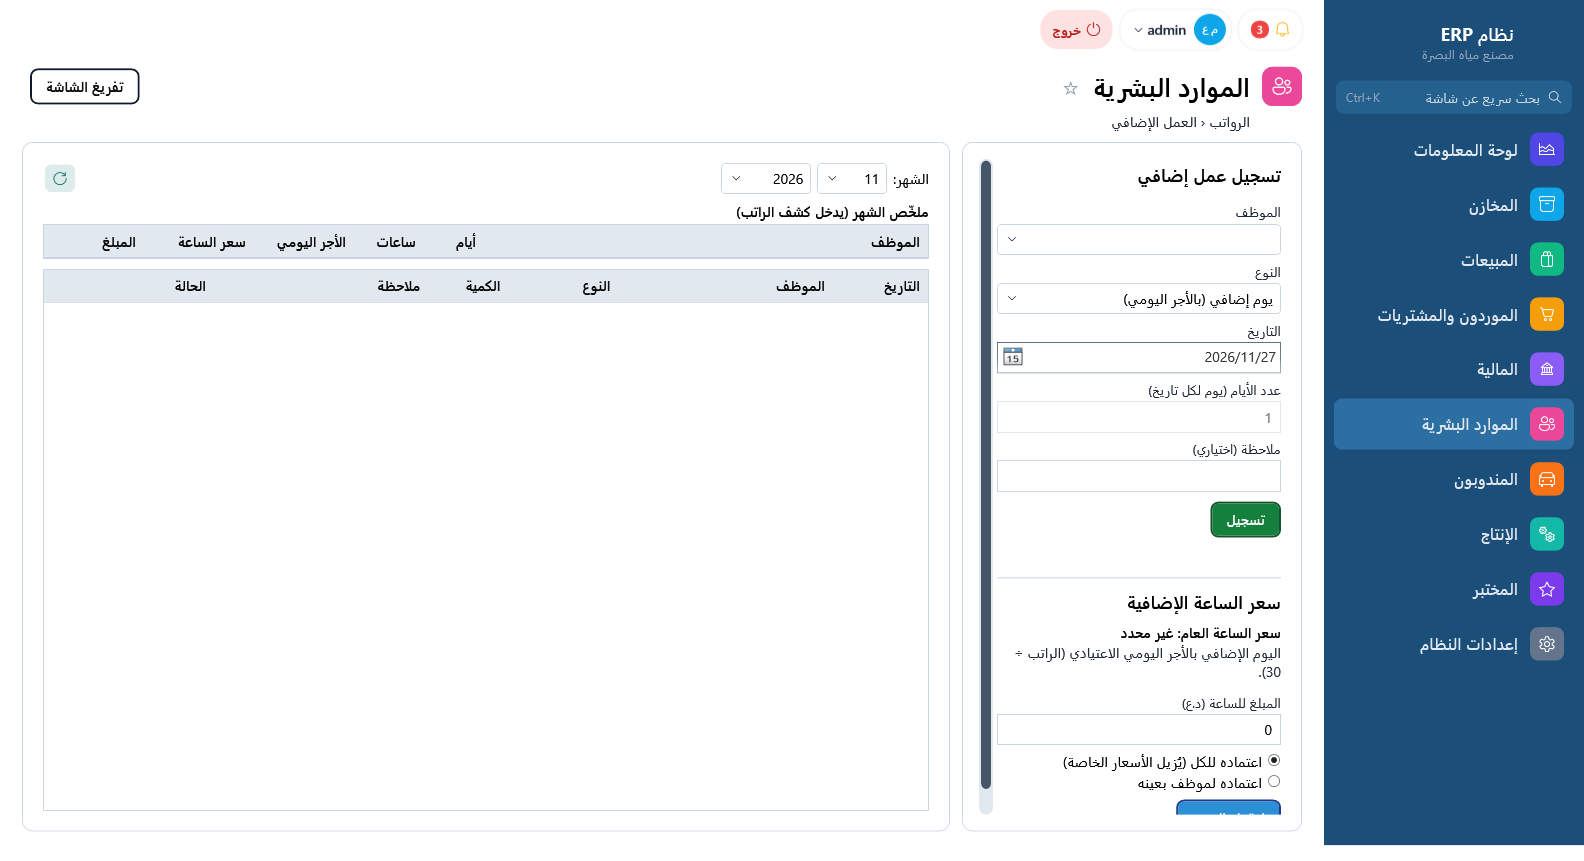 نظام ERP
مصنع مياه البصرة
بحث سريع عن شاشة
Ctrl+K
لوحة المعلومات
المخازن
المبيعات
الموردون والمشتريات
المالية
الموارد البشرية
المندوبون
الإنتاج
المختبر
إعدادات النظام
3
م ع
admin
خروج
الموارد البشرية
الرواتب › العمل الإضافي
تفريغ الشاشة
تسجيل عمل إضافي
الموظف
النوع
يوم إضافي (بالأجر اليومي)
التاريخ
2026/11/27
15
عدد الأيام (يوم لكل تاريخ)
1
ملاحظة (اختياري)
تسجيل
سعر الساعة الإضافية
سعر الساعة العام: غير محدد
اليوم الإضافي بالأجر اليومي الاعتيادي (الراتب ÷
30).
المبلغ للساعة (د.ع)
0
اعتماده للكل (يُزيل الأسعار الخاصة)
اعتماده لموظف بعينه
الشهر:
11
2026
ملخّص الشهر (يدخل كشف الراتب)
الموظف أيام ساعات الأجر اليومي سعر الساعة المبلغ
التاريخ الموظف النوع الكمية ملاحظة الحالة